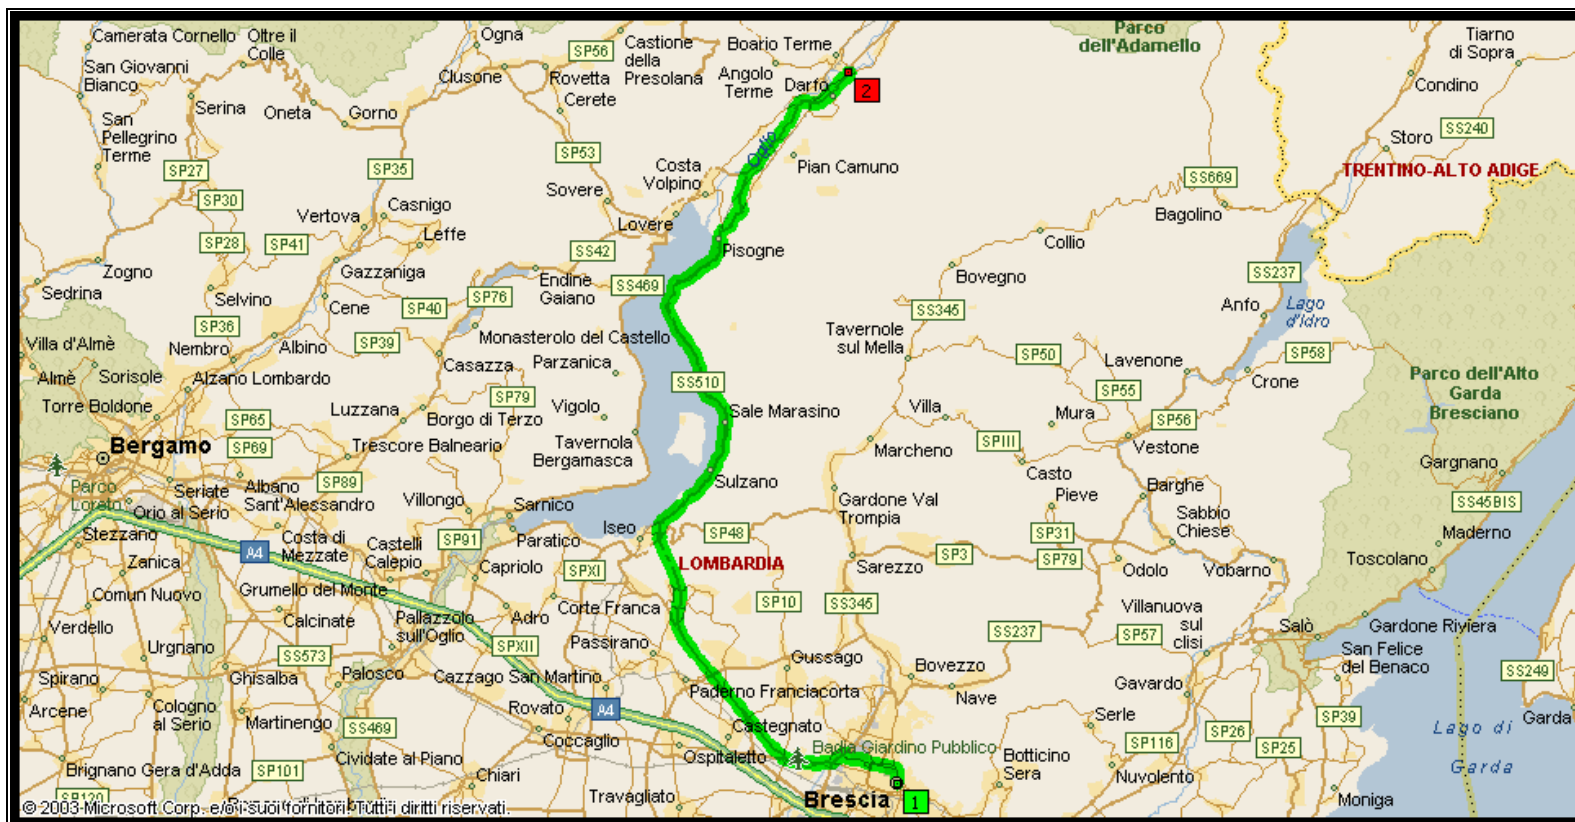 Camerata Cornello
Oltre il
Colle
Ogna
SP56
Castione
della
Presolana
Boario Terme
Parco
dell'Adamello
Tiarno
di Sopra
San Giovanni
Bianco
Clusone
Rovetta
Angolo
Terme
Darfo
2
Condino
Serina
Oneta
Gorno
Cerete
San
Pellegrino
Terme
SP53
Oglio
Storo
SS240
SP27
SP35
Costa
Volpino
Pian Camuno
TRENTINO-ALTO ADIGE
SP30
Sovere
SS669
Vertova
Casnigo
Lovere
Bagolino
SP28
SP41
Leffe
SS42
Pisogne
Collio
Zogno
Gazzaniga
Endine
Gaiano
SS469
Bovegno
SS237
Sedrina
Selvino
Cene
SP40
SP76
SS345
Anfo
Lago
d'Idro
SP36
Albino
SP39
Monasterolo del Castello
Tavernole
sul Mella
SP50
SP58
Villa d'Almè
Nembro
Casazza
Parzanica
Lavenone
Crone
Almè
Sorisole
Alzano Lombardo
SS510
SP55
Parco dell'Alto
Garda
Bresciano
Torre Boldone
SP65
Luzzana
SP79
Borgo di Terzo
Vigolo
Sale Marasino
Villa
Mura
SP56
Bergamo
SP69
Trescore Balneario
Tavernola
Bergamasca
Marcheno
SPIII
Vestone
Parco
Loreto
Seriate
Albano
Sant'Alessandro
SP89
Sulzano
Casto
Gargnano
Orio al Serio
Villongo
Sarnico
Gardone Val
Trompia
Pieve
Barghe
SS45BIS
Stezzano
Costa di
Mezzate
SP91
Paratico
Iseo
SP48
SP31
Sabbio
Chiese
Maderno
A4
Castelli
Calepio
SP3
SP79
Toscolano
Zanica
Capriolo
SPXI
LOMBARDIA
Sarezzo
Odolo
Vobarno
Comun Nuovo
Grumello del Monte
SP10
SS345
Villanuova
sul
clisi
Verdello
Calcinate
Pallazzolo
sull'Oglio
Adro
Corte Franca
SS237
SP57
Salò
Gardone Riviera
Urgnano
SS573
SPXII
Passirano
San Felice
del Benaco
Spirano
Ghisalba
Palosco
Cazzago San Martino
Gussago
Bovezzo
SS249
Arcene
Cologno
al Serio
Martinengo
SS469
Rovato
A4
Paderno Franciacorta
Nave
Gavardo
SP39
Garda
Castegnato
Serle
SP26
Lago di
Garda
Coccaglio
Ospitaletto
Badia Giardino Pubblico
Botticino
Sera
SP116
SP25
Brignano Gera d'Adda
SP101
Cividate al Piano
Chiari
Nuvolento
Travagliato
Brescia
1
Moniga
© 2003 Microsoft Corp. e/o i suoi fornitori. Tutti i diritti riservati.